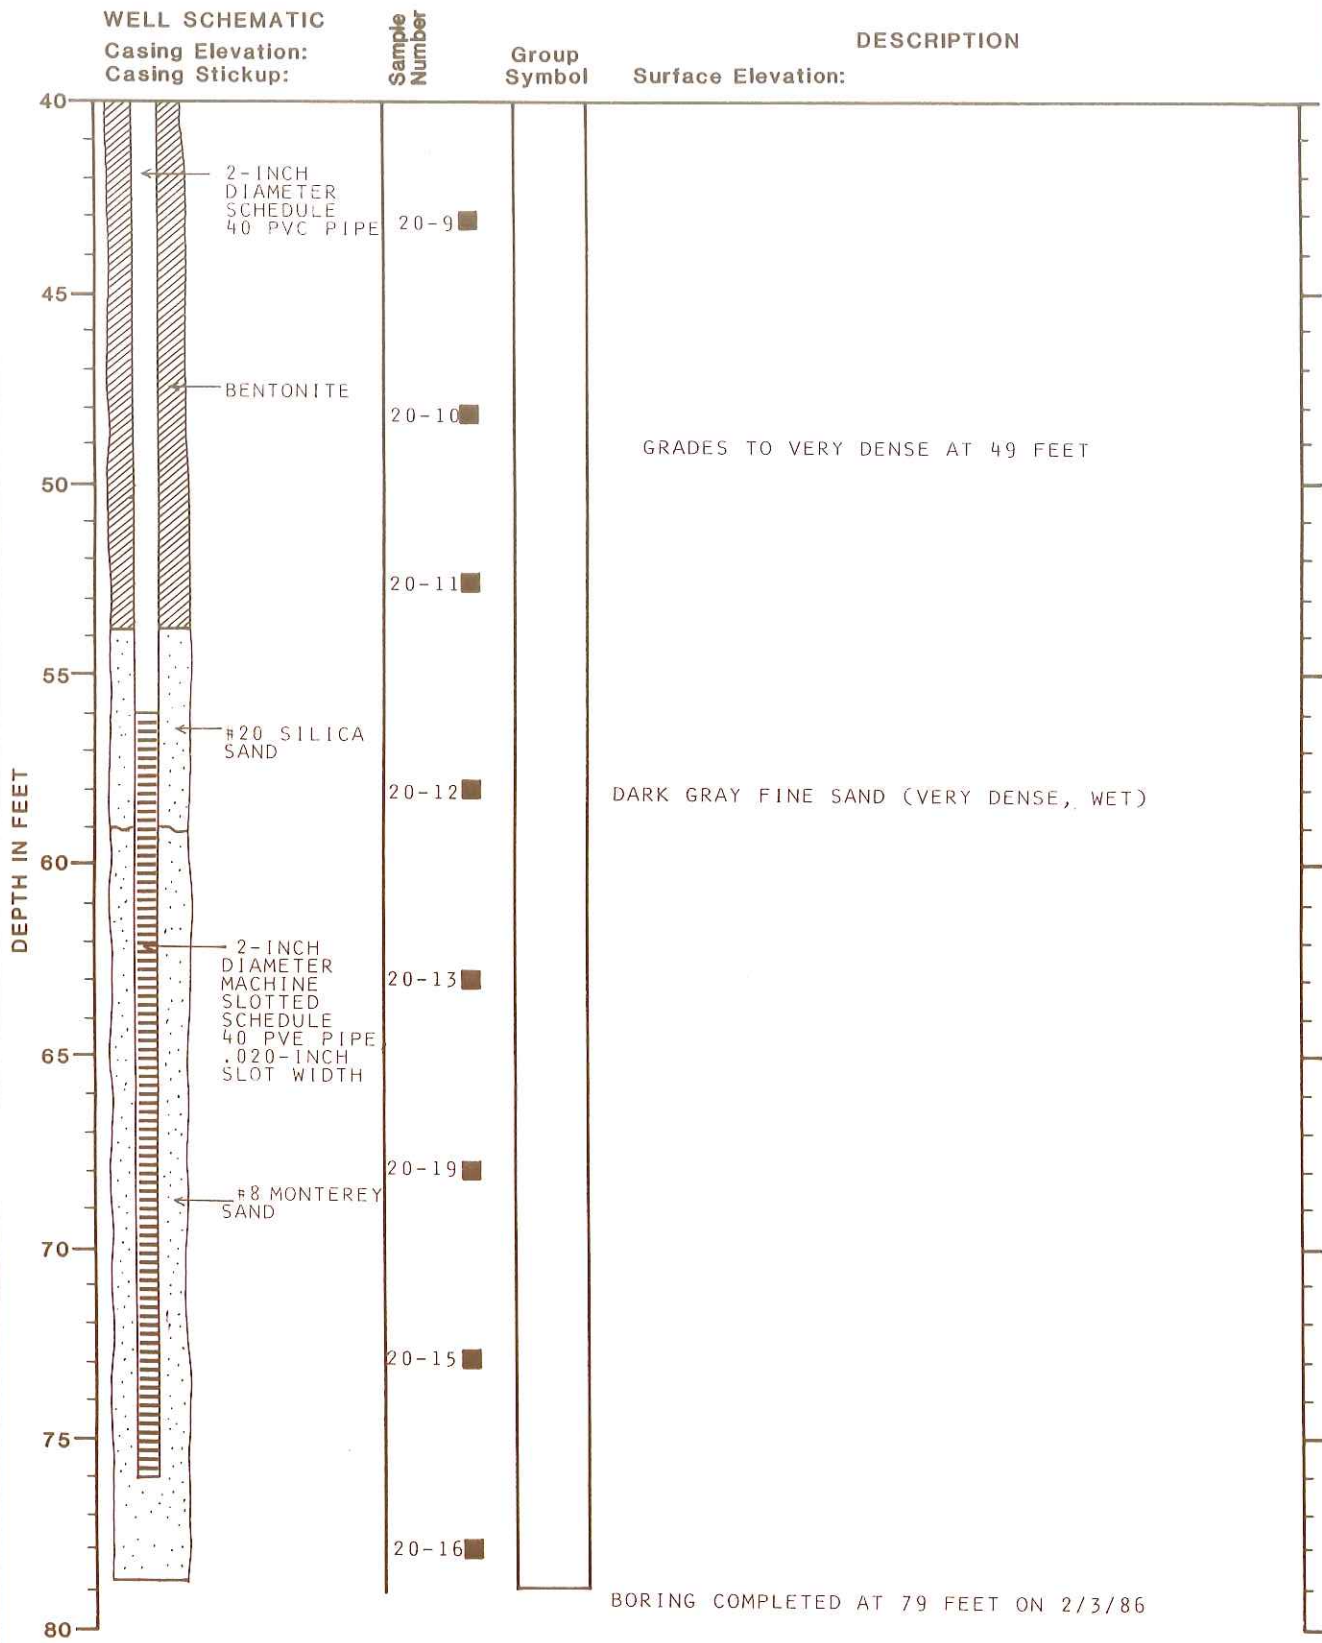 WELL SCHEMATIC
Casing Elevation:
Casing Stickup:
Sample
Number
Group
Symbol
DESCRIPTION
Surface Elevation:
DEPTH IN FEET
40
2-INCH
DIAMETER
SCHEDULE
40 PVC PIPE
20-9
45
BENTONITE
20-10
GRADES TO VERY DENSE AT 49 FEET
50
20-11
55
#20 SILICA
SAND
20-12
DARK GRAY FINE SAND (VERY DENSE, WET)
60
2-INCH
DIAMETER
MACHINE
SLOTTED
SCHEDULE
40 PVE PIPE
.020-INCH
SLOT WIDTH
20-13
65
20-19
#8 MONTEREY
SAND
70
20-15
75
20-16
BORING COMPLETED AT 79 FEET ON 2/3/86
80